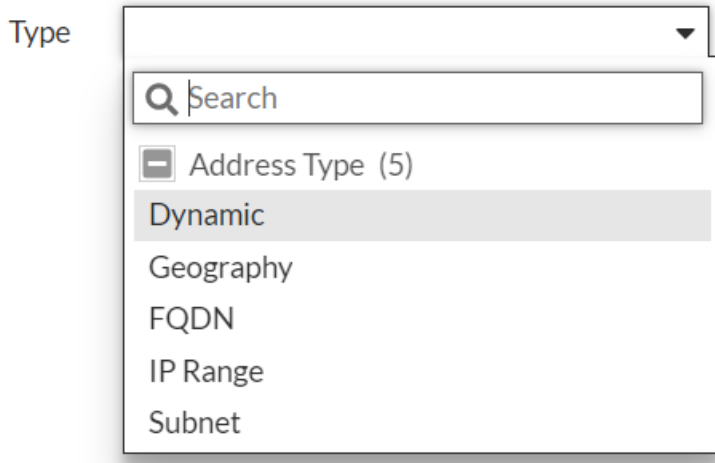 Type
Search
Address Type (5)
Dynamic
Geography
FQDN
IP Range
Subnet